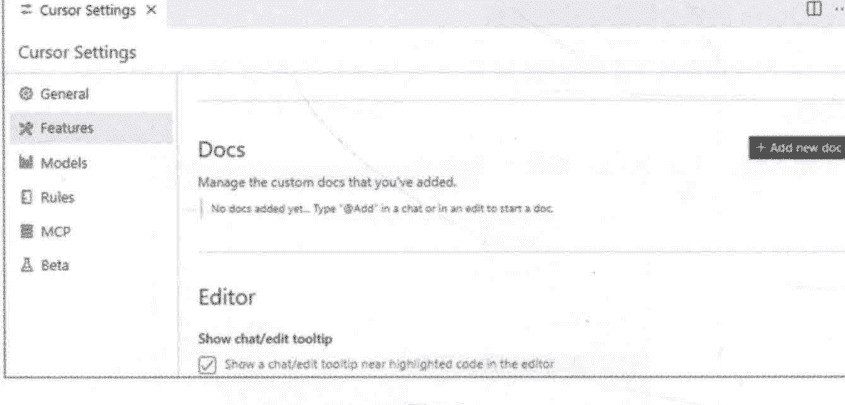 Cursor Settings ×
Cursor Settings
General
Features
Models
Rules
MCP
Beta
Docs
+ Add new doc
Manage the custom docs that you've added.
No docs added yet... Type "@Add" in a chat or in an edit to start a doc.
Editor
Show chat/edit tooltip
Show a chat/edit tooltip near highlighted code in the editor